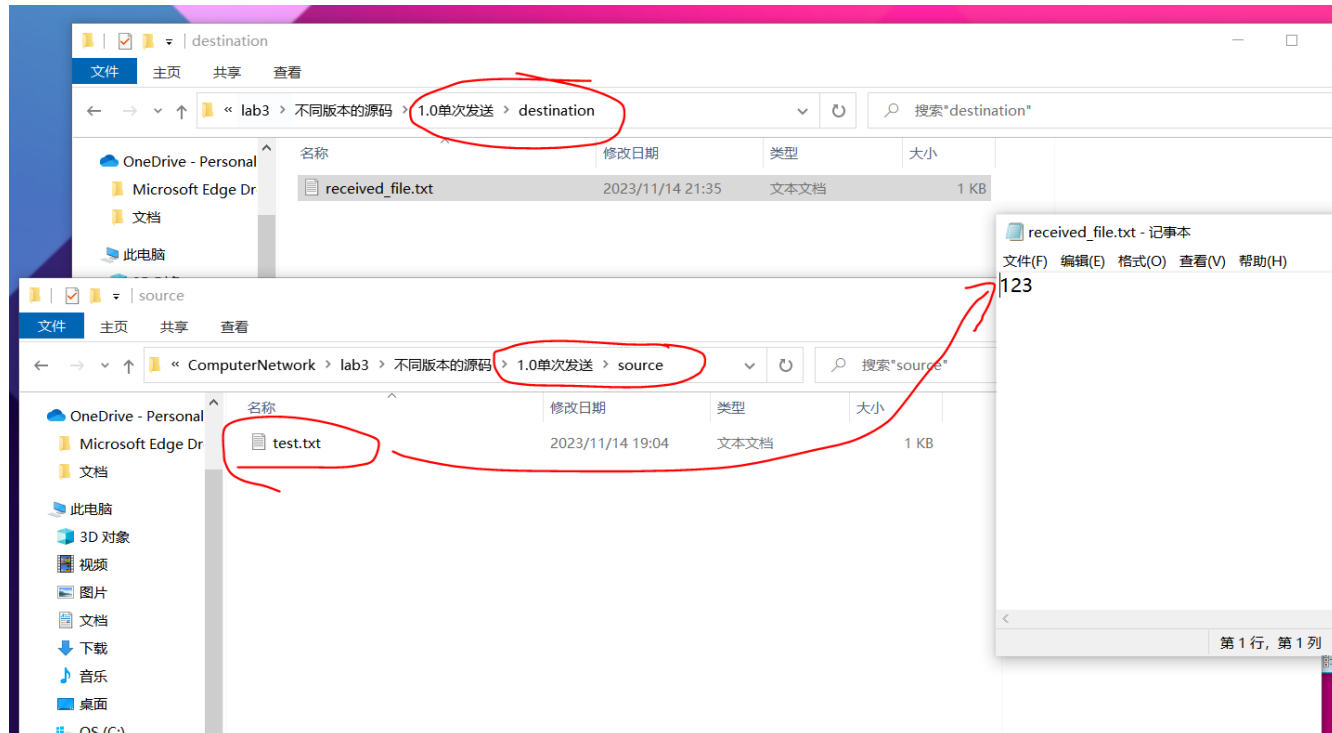 destination
文件 主页 共享 查看
« lab3 › 不同版本的源码 › 1.0单次发送 › destination 搜索"destination"
名称 修改日期 类型 大小
OneDrive - Personal
received_file.txt 2023/11/14 21:35 文本文档 1 KB
Microsoft Edge Dr
文档
此电脑
received_file.txt - 记事本
文件(F) 编辑(E) 格式(O) 查看(V) 帮助(H)
123
source
文件 主页 共享 查看
« ComputerNetwork › lab3 › 不同版本的源码 › 1.0单次发送 › source 搜索"source"
名称 修改日期 类型 大小
OneDrive - Personal
test.txt 2023/11/14 19:04 文本文档 1 KB
Microsoft Edge Dr
文档
此电脑
3D 对象
视频
图片
文档
下载
音乐
桌面
OS (C:)
第 1 行，第 1 列